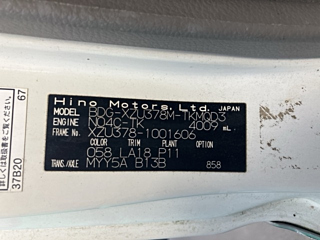 Hino Motors, Ltd. JAPAN
MODEL BDG-XZU378M-TKMQD3
ENGINE N04C-TK 4009 mL
FRAME No. XZU378-1001606
COLOR TRIM PLANT OPTION
058 LA18 P11
TRANS/AXLE MYY5A B13B 858
67
37B20